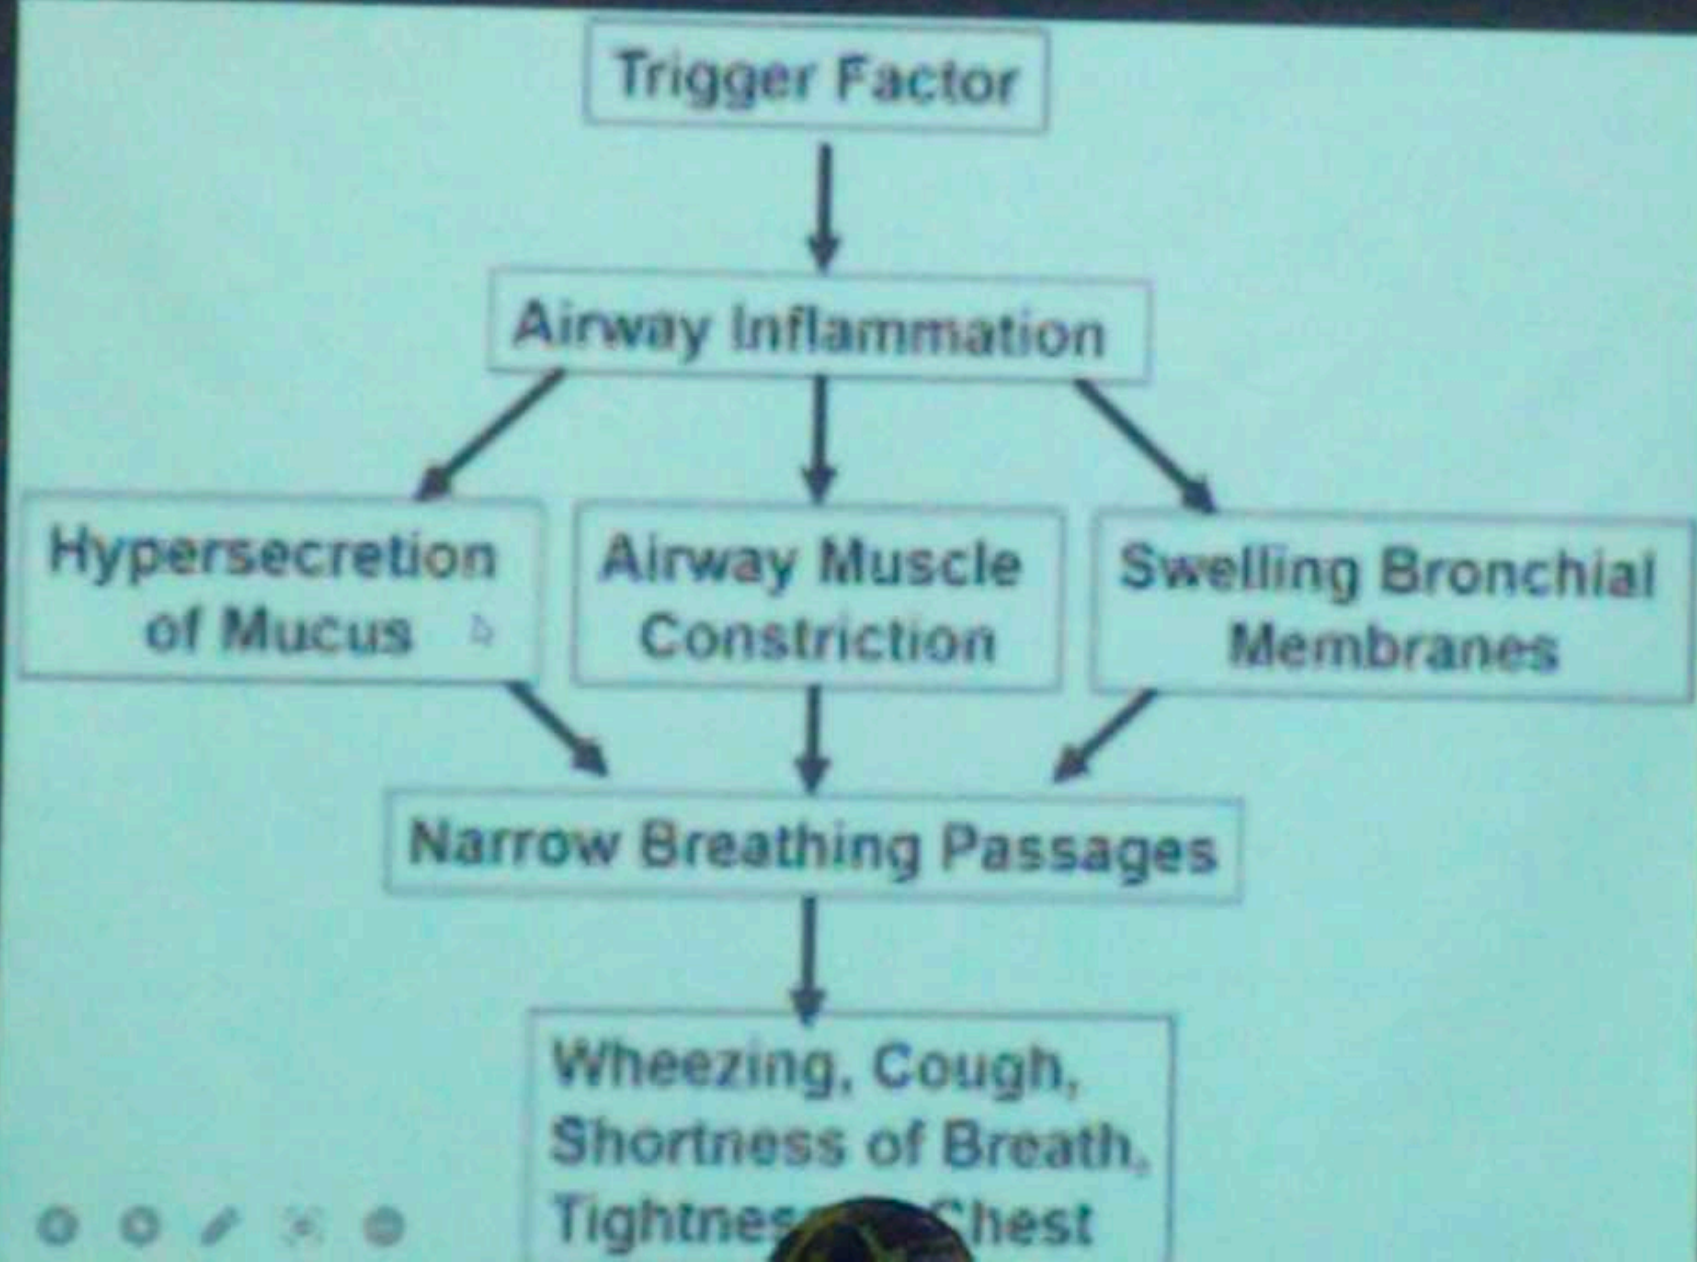 Trigger Factor
Airway Inflammation
Hypersecretion
of Mucus
Airway Muscle
Constriction
Swelling Bronchial
Membranes
Narrow Breathing Passages
Wheezing, Cough,
Shortness of Breath,
Chest